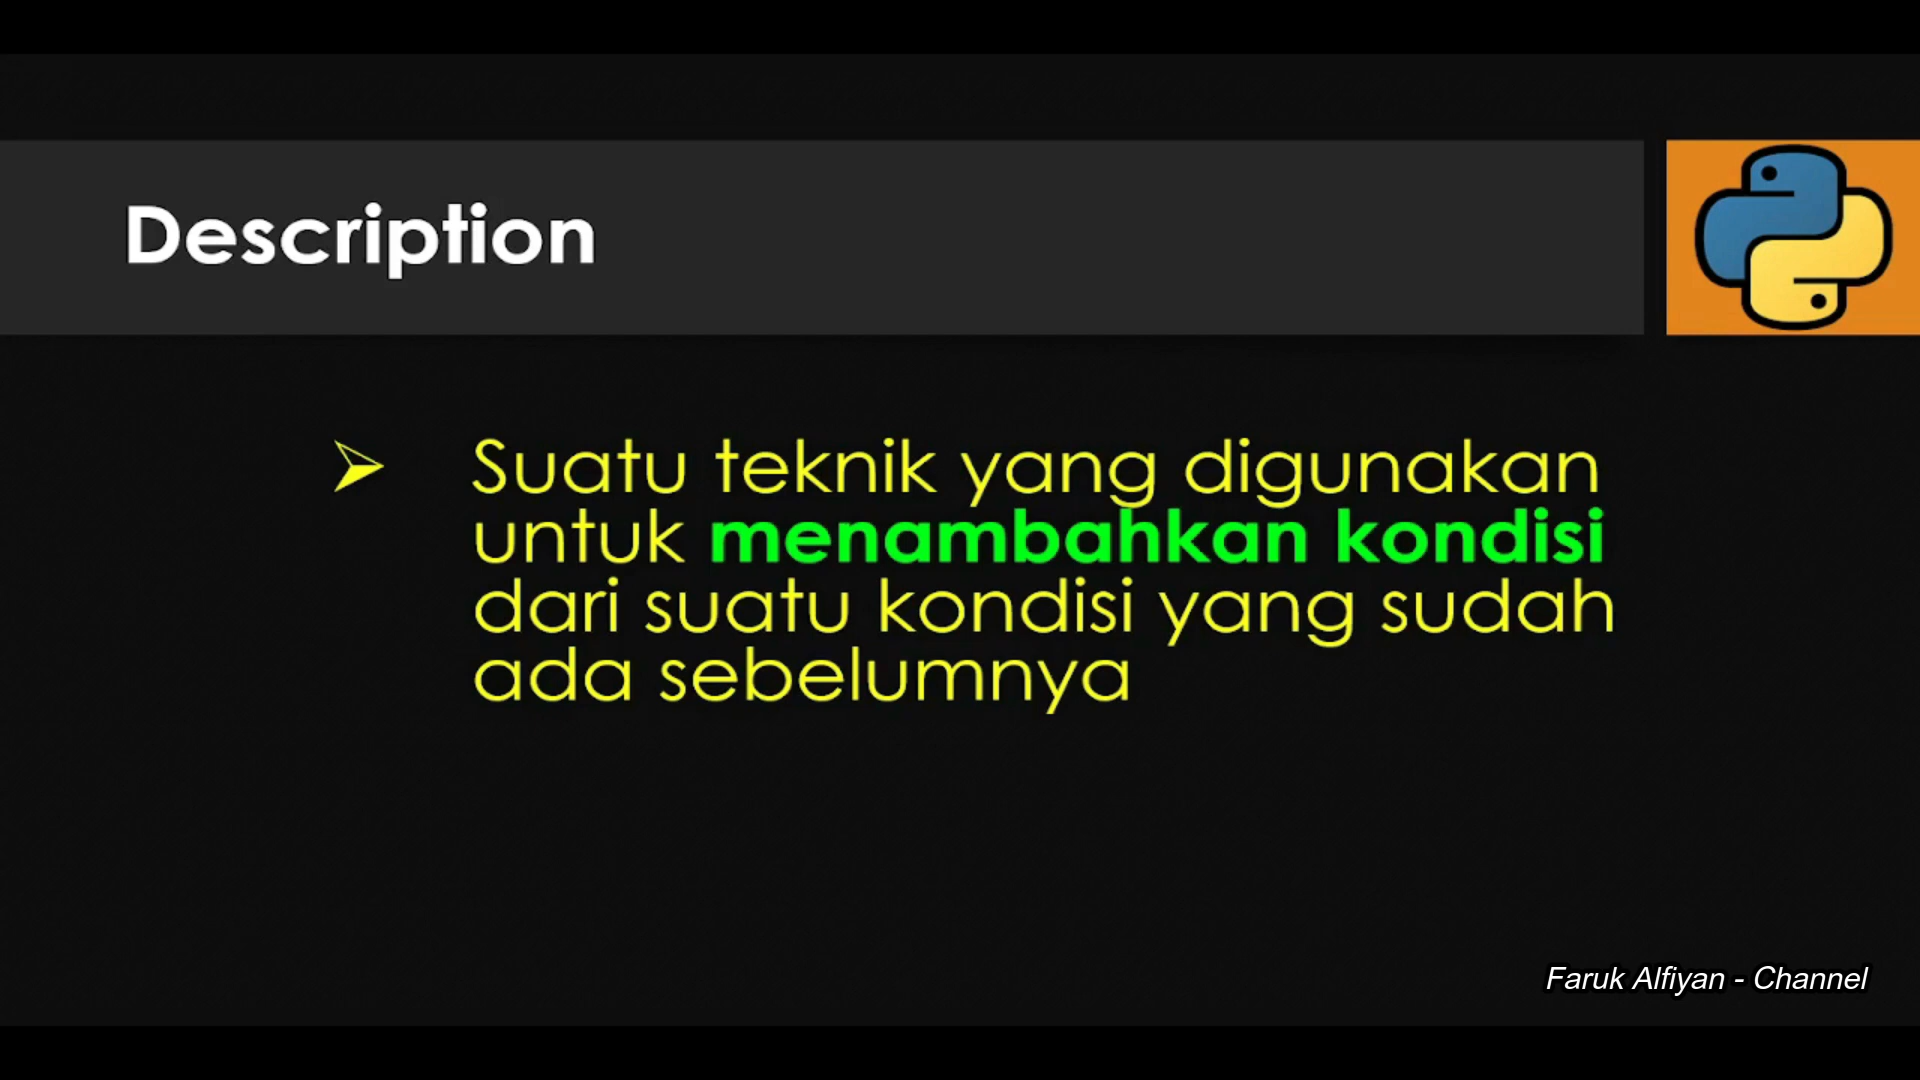 Description
Suatu teknik yang digunakan
untuk menambahkan kondisi
dari suatu kondisi yang sudah
ada sebelumnya
Faruk Alfiyan - Channel